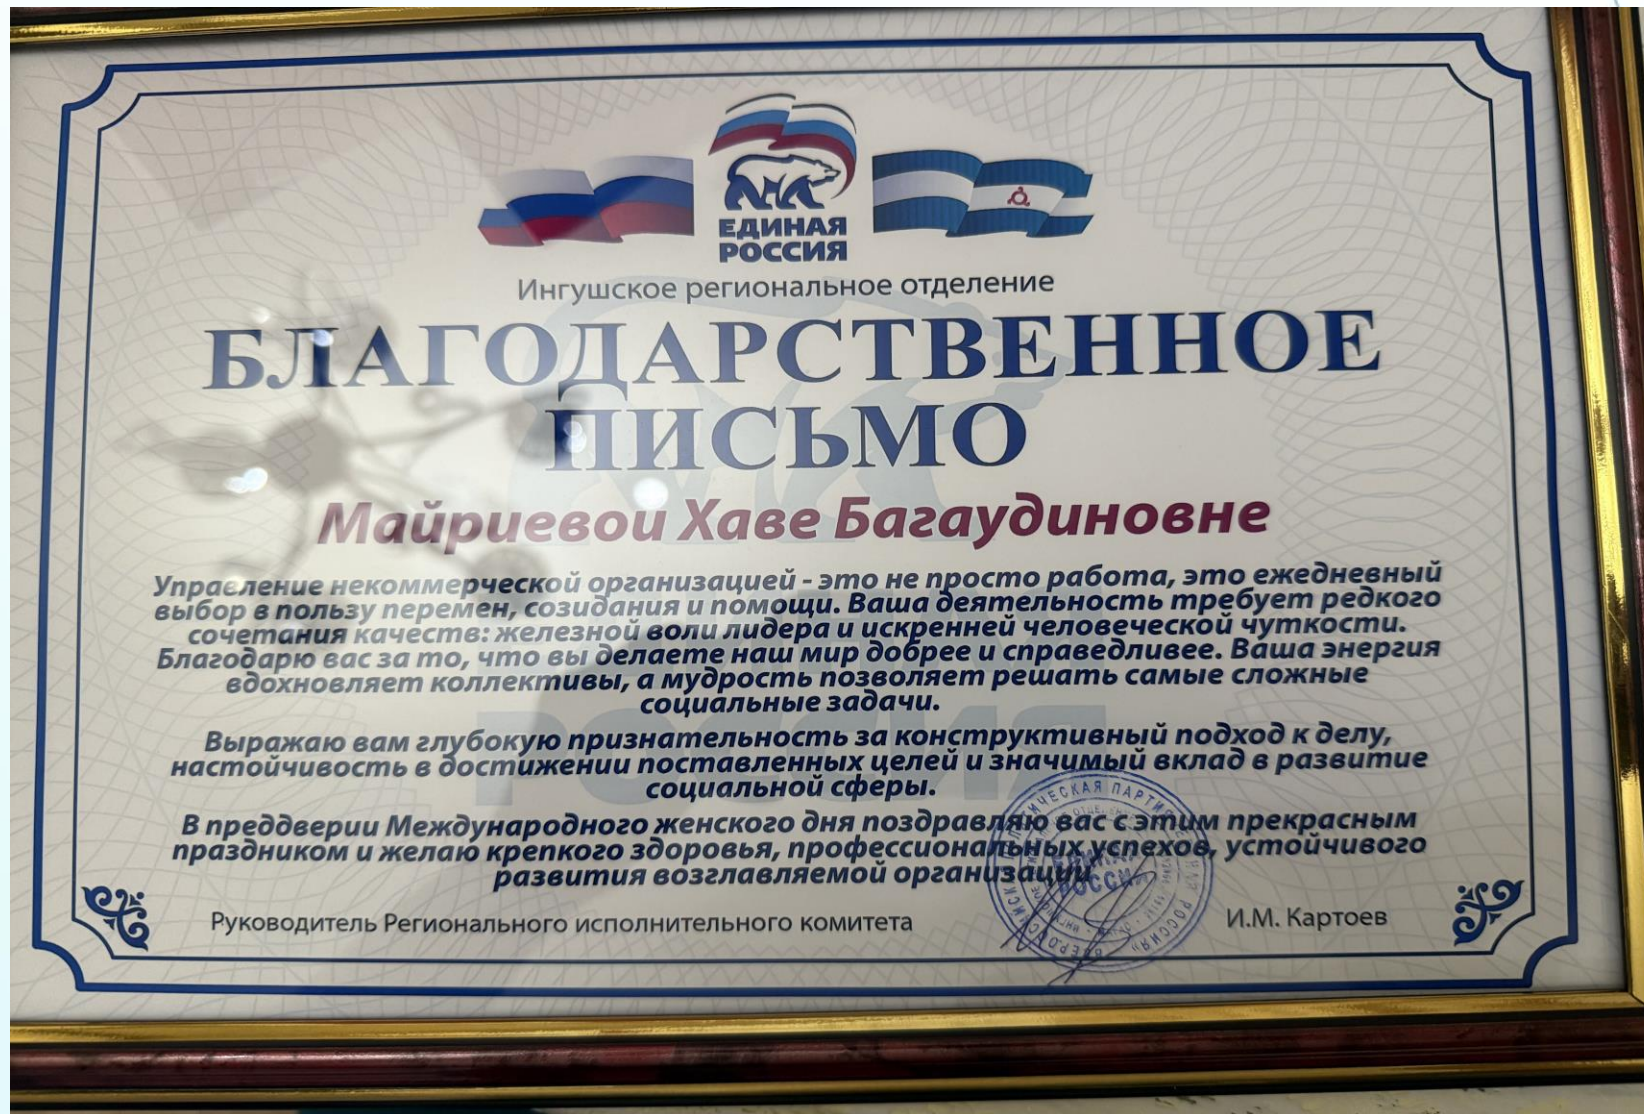 ЕДИНАЯ
РОССИЯ
Ингушское региональное отделение
БЛАГОДАРСТВЕННОЕ
ПИСЬМО
Майриевой Хаве Багаудиновне
Управление некоммерческой организацией - это не просто работа, это ежедневный
выбор в пользу перемен, созидания и помощи. Ваша деятельность требует редкого
сочетания качеств: железной воли лидера и искренней человеческой чуткости.
Благодарю вас за то, что вы делаете наш мир добрее и справедливее. Ваша энергия
вдохновляет коллективы, а мудрость позволяет решать самые сложные
социальные задачи.
Выражаю вам глубокую признательность за конструктивный подход к делу,
настойчивость в достижении поставленных целей и значимый вклад в развитие
социальной сферы.
В преддверии Международного женского дня поздравляю вас с этим прекрасным
праздником и желаю крепкого здоровья, профессиональных успехов, устойчивого
развития возглавляемой организации
Руководитель Регионального исполнительного комитета
И.М. Картоев
ЕДИНАЯ
РОССИЯ